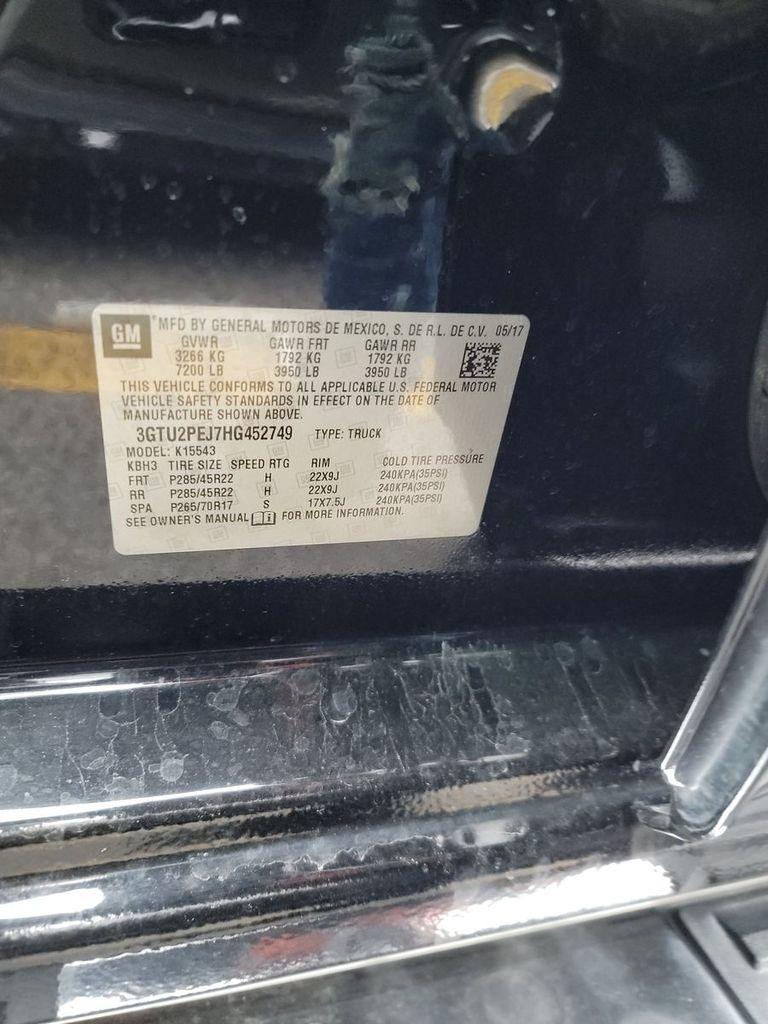 GM
MFD BY GENERAL MOTORS DE MEXICO, S. DE R.L. DE C.V. 05/17
GVWR GAWR FRT GAWR RR
3266 KG 1792 KG 1792 KG
7200 LB 3950 LB 3950 LB
THIS VEHICLE CONFORMS TO ALL APPLICABLE U.S. FEDERAL MOTOR
VEHICLE SAFETY STANDARDS IN EFFECT ON THE DATE OF
MANUFACTURE SHOWN ABOVE.
3GTU2PEJ7HG452749 TYPE: TRUCK
MODEL: K15543
KBH3 TIRE SIZE SPEED RTG RIM COLD TIRE PRESSURE
FRT P285/45R22 H 22X9J 240KPA(35PSI)
RR P285/45R22 H 22X9J 240KPA(35PSI)
SPA P265/70R17 S 17X7.5J 240KPA(35PSI)
SEE OWNER'S MANUAL FOR MORE INFORMATION.